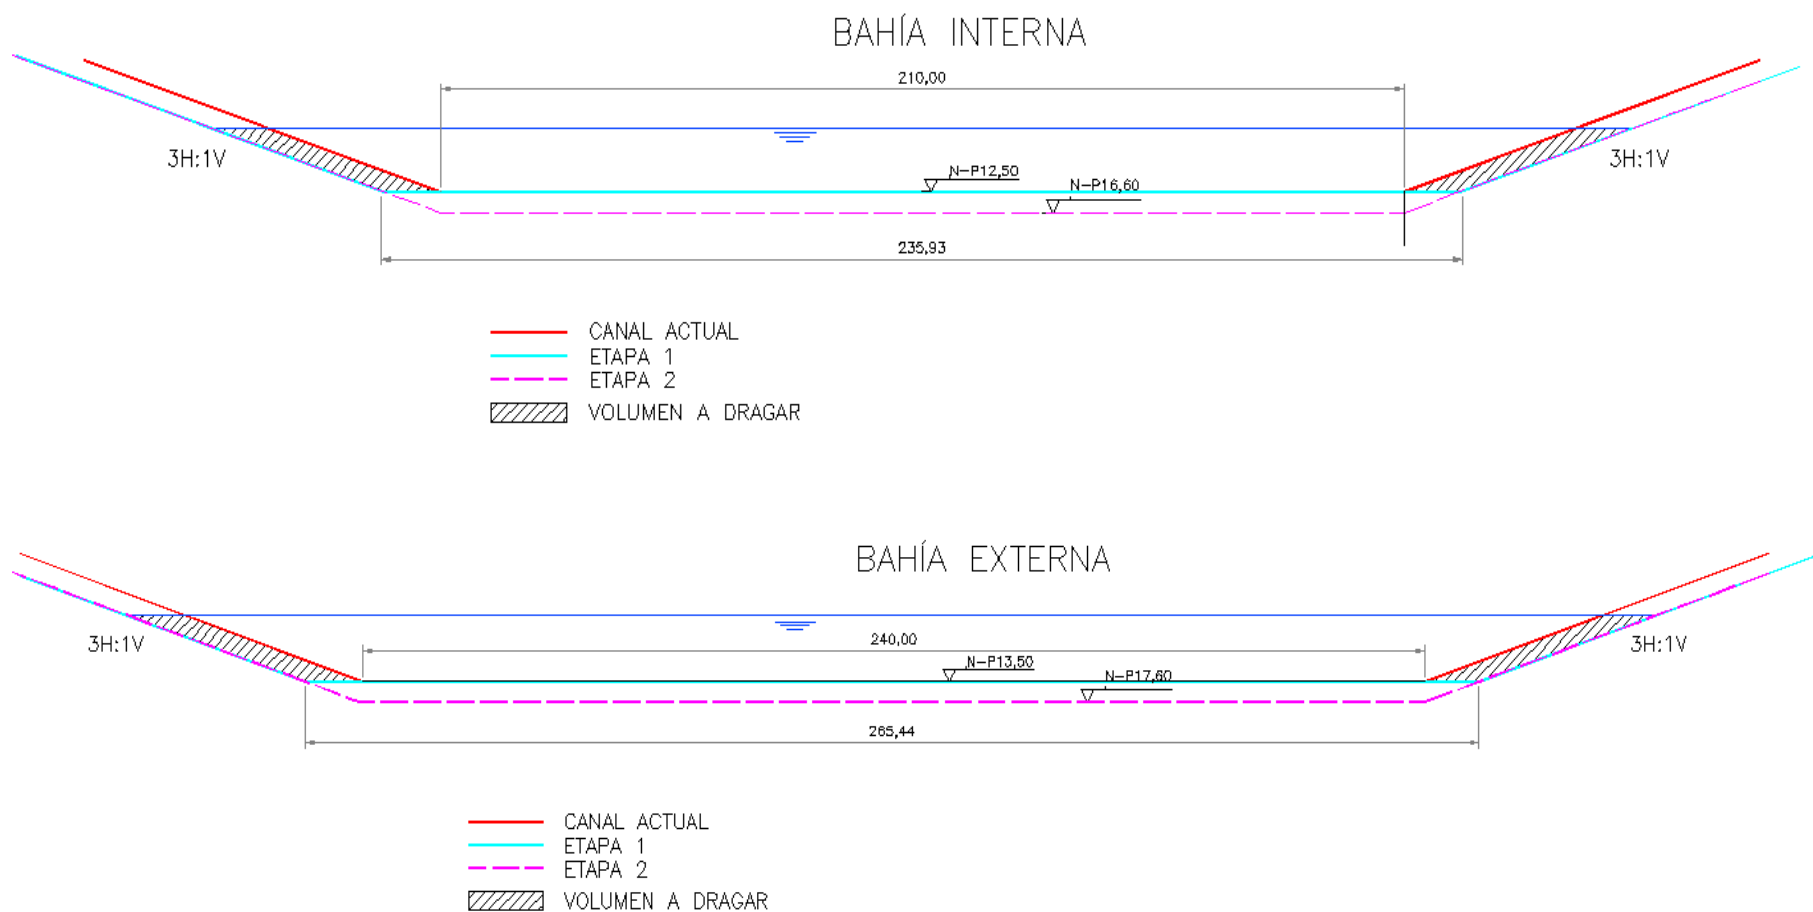 BAHÍA INTERNA
210,00
3H:1V
3H:1V
N-P12,50
N-P16,60
235,93
CANAL ACTUAL
ETAPA 1
ETAPA 2
VOLUMEN A DRAGAR
BAHÍA EXTERNA
3H:1V
240,00
3H:1V
N-P13,50
N-P17,60
265,44
CANAL ACTUAL
ETAPA 1
ETAPA 2
VOLUMEN A DRAGAR